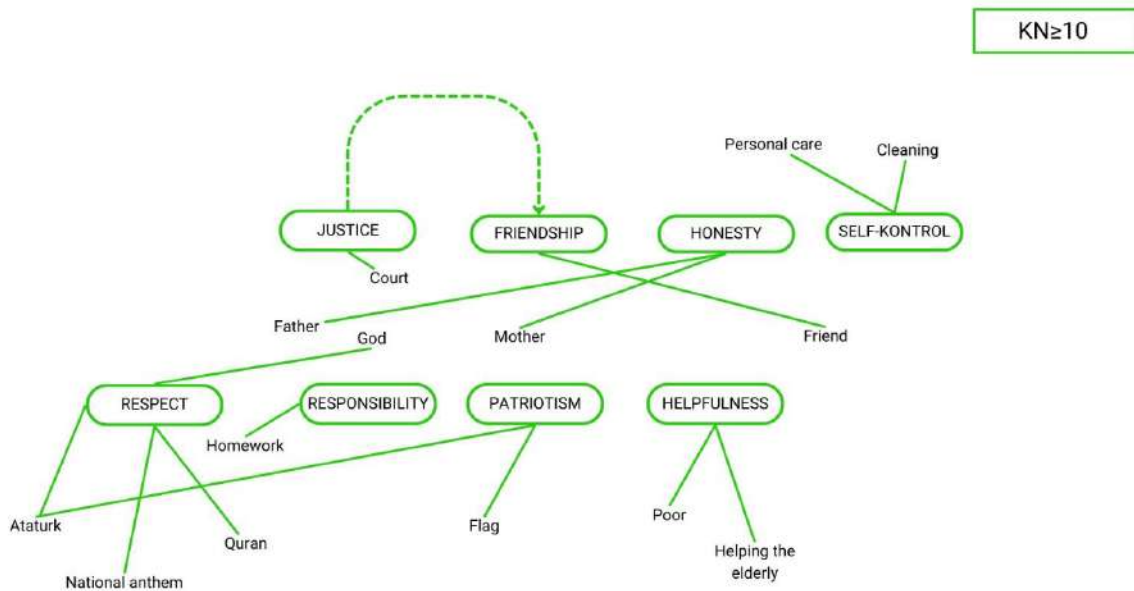 KN≥10
Personal care
Cleaning
JUSTICE
FRIENDSHIP
HONESTY
SELF-KONTROL
Court
Father
God
Mother
Friend
RESPECT
RESPONSIBILITY
PATRIOTISM
HELPFULNESS
Homework
Ataturk
Quran
Flag
Poor
National anthem
Helping the
elderly